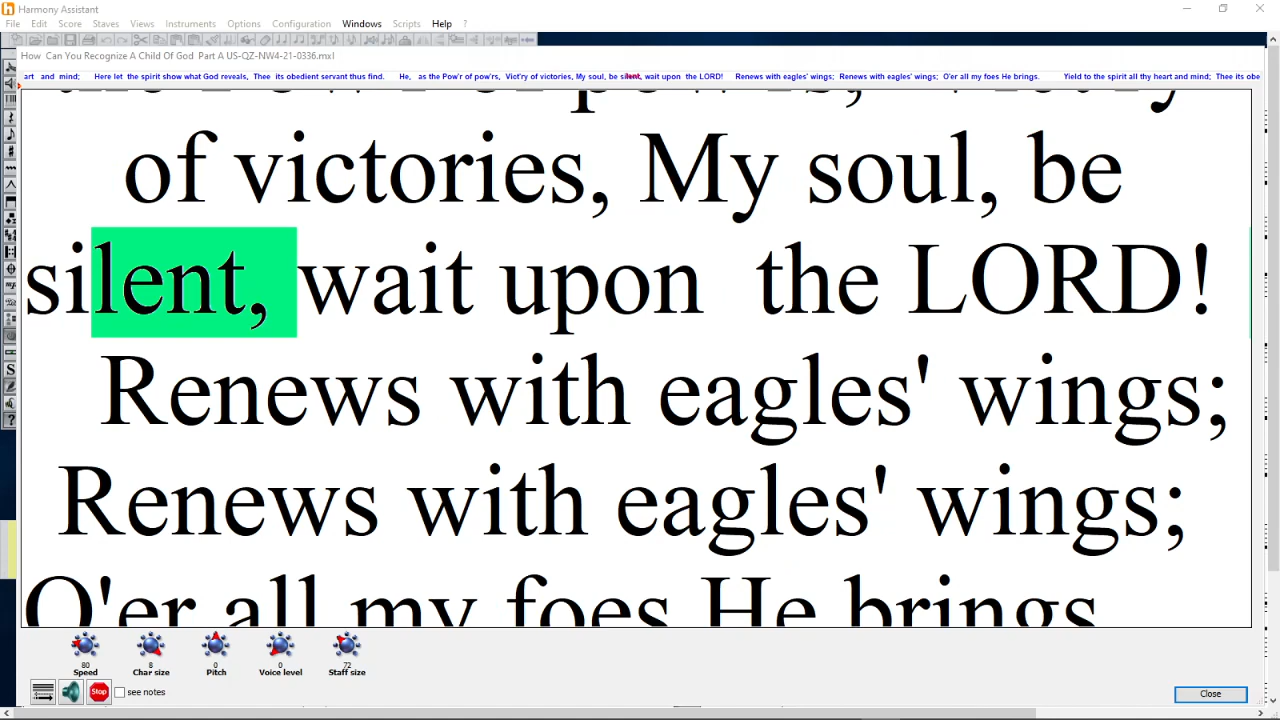 Harmony Assistant
File Edit Score Staves Views Instruments Options Configuration Windows Scripts Help ?
How Can You Recognize A Child Of God Part A US-QZ-NW4-21-0336.mxl
art and mind; Here let the spirit show what God reveals, Thee its obedient servant thus find. He, as the Pow'r of pow'rs, Vict'ry of victories, My soul, be silent, wait upon the LORD! Renews with eagles' wings; Renews with eagles' wings; O'er all my foes He brings. Yield to the spirit all thy heart and mind; Thee its obe
of victories, My soul, be
silent, wait upon the LORD!
Renews with eagles' wings;
Renews with eagles' wings;
O'er all my foes He brings
80 8 0 0 72
Speed Char size Pitch Voice level Staff size
Stop see notes Close